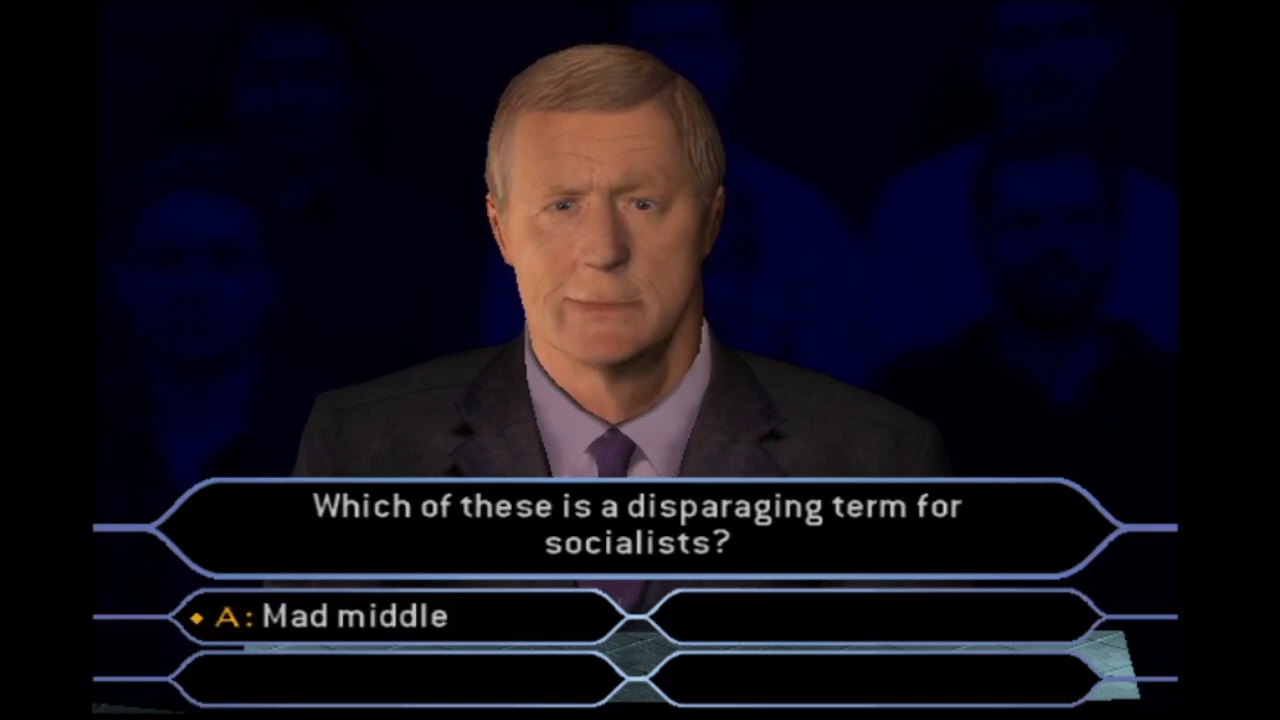 Which of these is a disparaging term for
socialists?
A: Mad middle